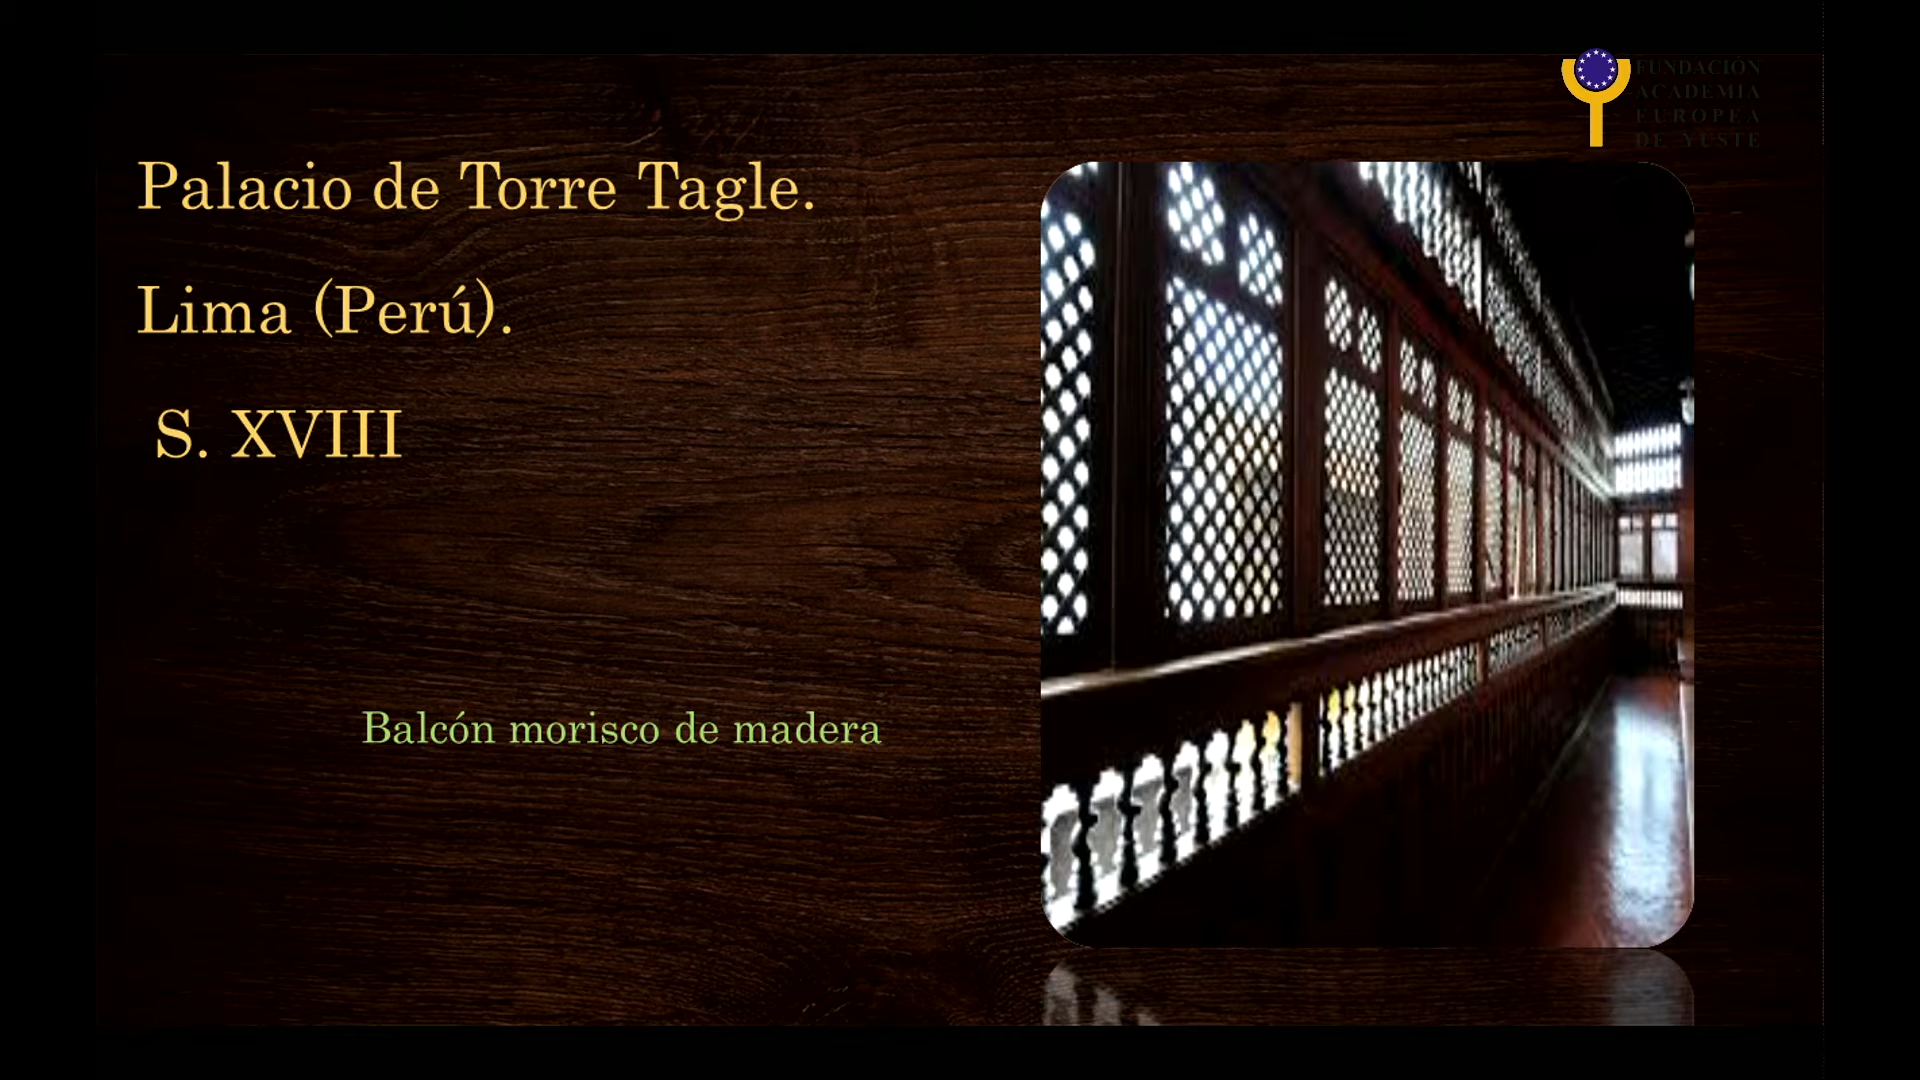 FUNDACIÓN
ACADEMIA
EUROPEA
DE YUSTE
Palacio de Torre Tagle.
Lima (Perú).
S. XVIII
Balcón morisco de madera